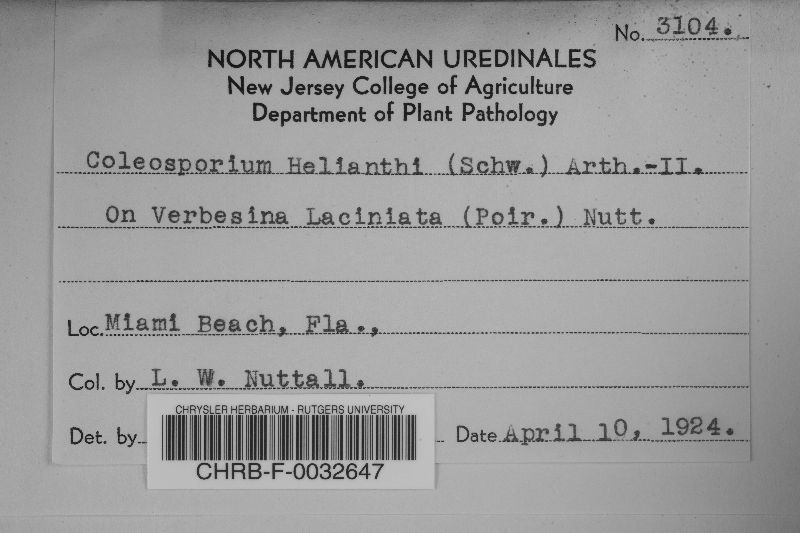 No. 3104.
NORTH AMERICAN UREDINALES
New Jersey College of Agriculture
Department of Plant Pathology
Coleosporium Helianthi (Schw.) Arth.-II.
On Verbesina Laciniata (Poir.) Nutt.
Loc. Miami Beach, Fla.,
Col. by L. W. Nuttall.
Det. by
Date April 10, 1924.
CHRYSLER HERBARIUM - RUTGERS UNIVERSITY
CHRB-F-0032647